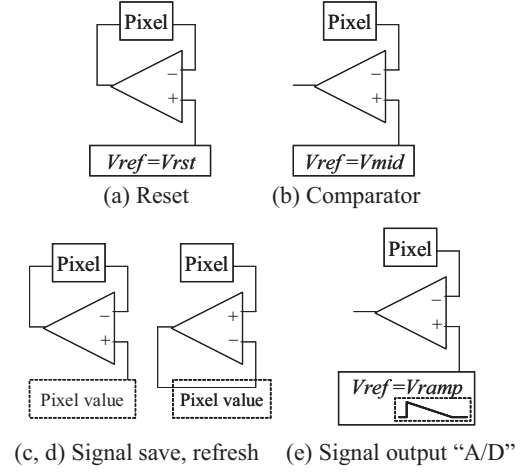 Pixel
Pixel
−
+
−
+
Vref=Vrst
Vref=Vmid
(a) Reset
(b) Comparator
Pixel
Pixel
Pixel
−
+
+
−
−
+
Pixel value
Pixel value
Vref=Vramp
(c, d) Signal save, refresh
(e) Signal output “A/D”